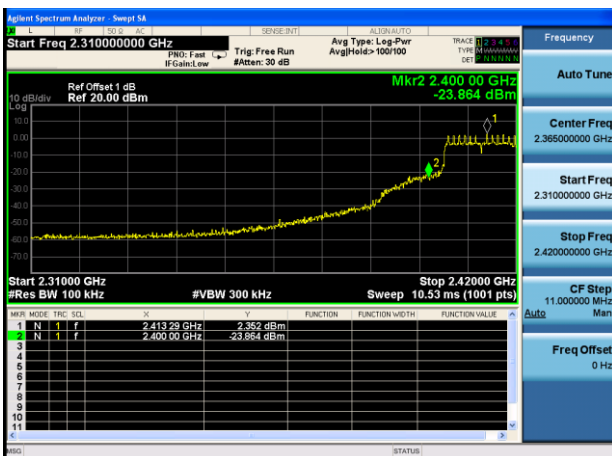 Agilent Spectrum Analyzer - Swept SA
L RF 50 Ω AC SENSE:INT ALIGNAUTO
Start Freq 2.310000000 GHz
PNO: Fast
IFGain:Low
Trig: Free Run
#Atten: 30 dB
Avg Type: Log-Pwr
Avg|Hold:> 100/100
TRACE 1 2 3 4 5 6
TYPE
DET P N N N N N
Ref Offset 1 dB
10 dB/div Ref 20.00 dBm
Log
Mkr2 2.400 00 GHz
-23.864 dBm
10.0
0.00
-10.0
-20.0
-30.0
-40.0
-50.0
-60.0
-70.0
1
2
Start 2.31000 GHz Stop 2.42000 GHz
#Res BW 100 kHz #VBW 300 kHz Sweep 10.53 ms (1001 pts)
MKR MODE TRC SCL X Y FUNCTION FUNCTION WIDTH FUNCTION VALUE
1 N 1 f 2.413 29 GHz 2.352 dBm
2 N 1 f 2.400 00 GHz -23.864 dBm
3
4
5
6
7
8
9
10
11
MSG STATUS
Frequency
Auto Tune
Center Freq
2.365000000 GHz
Start Freq
2.310000000 GHz
Stop Freq
2.420000000 GHz
CF Step
11.000000 MHz
Auto Man
Freq Offset
0 Hz